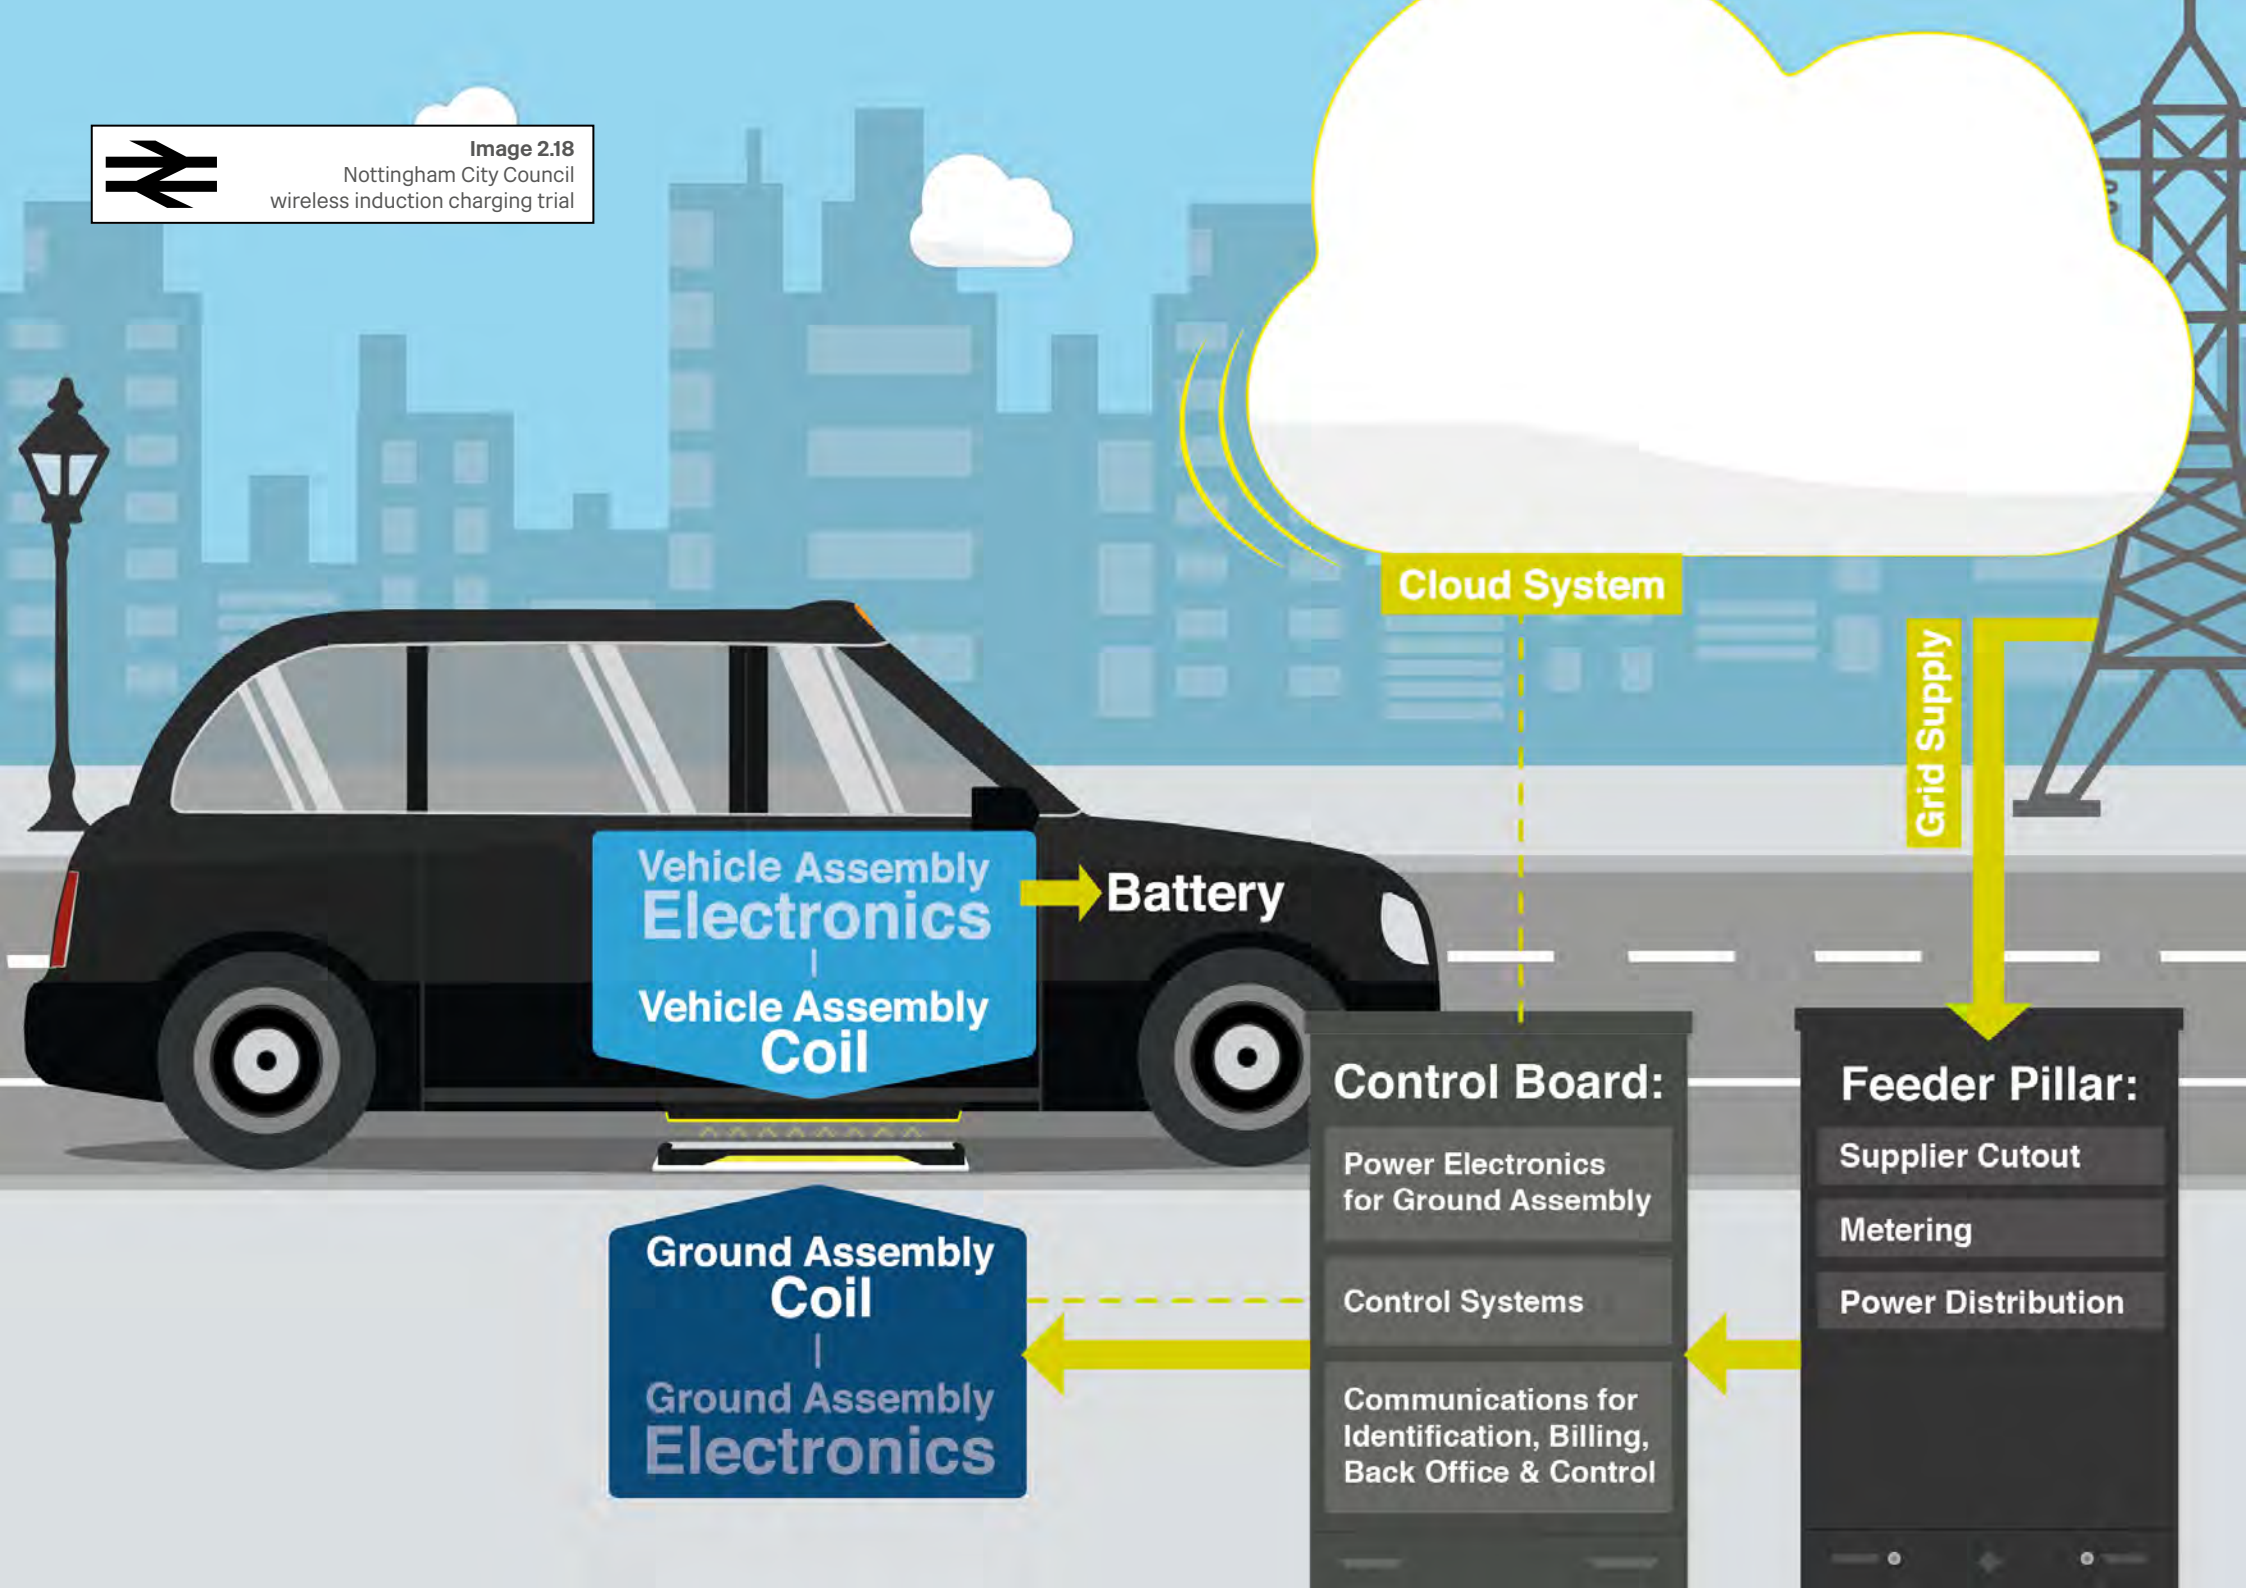 Image 2.18
Nottingham City Council
wireless induction charging trial
Cloud System
Grid Supply
Vehicle Assembly
Electronics
Battery
Vehicle Assembly
Coil
Ground Assembly
Coil
Ground Assembly
Electronics
Control Board:
Power Electronics
for Ground Assembly
Control Systems
Communications for
Identification, Billing,
Back Office & Control
Feeder Pillar:
Supplier Cutout
Metering
Power Distribution